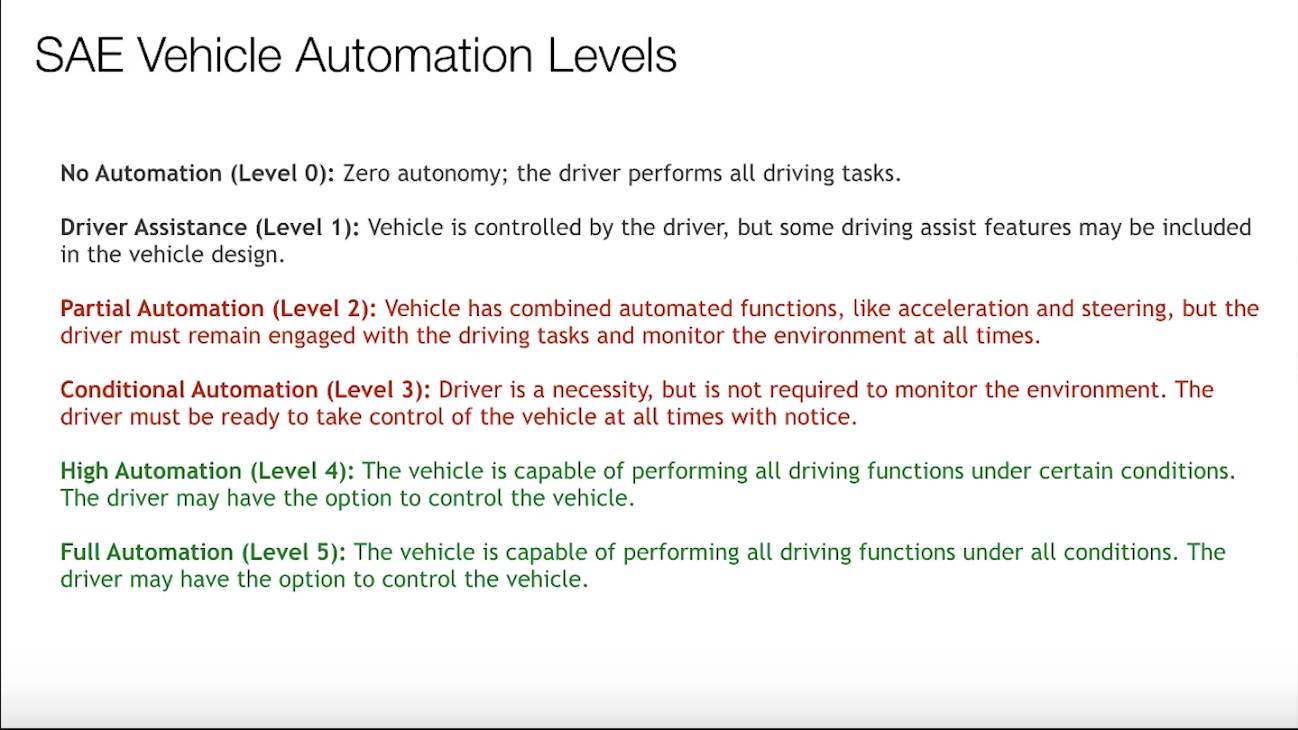 SAE Vehicle Automation Levels
No Automation (Level 0): Zero autonomy; the driver performs all driving tasks.
Driver Assistance (Level 1): Vehicle is controlled by the driver, but some driving assist features may be included
in the vehicle design.
Partial Automation (Level 2): Vehicle has combined automated functions, like acceleration and steering, but the
driver must remain engaged with the driving tasks and monitor the environment at all times.
Conditional Automation (Level 3): Driver is a necessity, but is not required to monitor the environment. The
driver must be ready to take control of the vehicle at all times with notice.
High Automation (Level 4): The vehicle is capable of performing all driving functions under certain conditions.
The driver may have the option to control the vehicle.
Full Automation (Level 5): The vehicle is capable of performing all driving functions under all conditions. The
driver may have the option to control the vehicle.